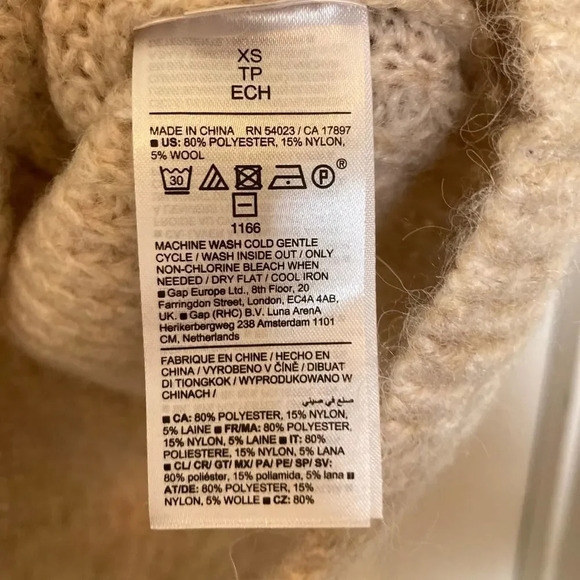 XS
TP
ECH
MADE IN CHINA RN 54023 / CA 17897
■ US: 80% POLYESTER, 15% NYLON,
5% WOOL
30 P ®
1166
MACHINE WASH COLD GENTLE
CYCLE / WASH INSIDE OUT / ONLY
NON-CHLORINE BLEACH WHEN
NEEDED / DRY FLAT / COOL IRON
■ Gap Europe Ltd., 8th Floor, 20
Farringdon Street, London, EC4A 4AB,
UK. ■ Gap (RHC) B.V. Luna ArenA
Herikerbergweg 238 Amsterdam 1101
CM, Netherlands
FABRIQUE EN CHINE / HECHO EN
CHINA / VYROBENO V ČÍNĚ / DIBUAT
DI TIONGKOK / WYPRODUKOWANO W
CHINACH /
صنع في صيني
■ CA: 80% POLYESTER, 15% NYLON,
5% LAINE ■ FR/MA: 80% POLYESTER,
15% NYLON, 5% LAINE ■ IT: 80%
POLIESTERE, 15% NYLON, 5% LANA
■ CL/ CR/ GT/ MX/ PA/ PE/ SP/ SV:
80% poliéster, 15% poliamida, 5% lana ■
AT/DE: 80% POLYESTER, 15%
NYLON, 5% WOLLE ■ CZ: 80%